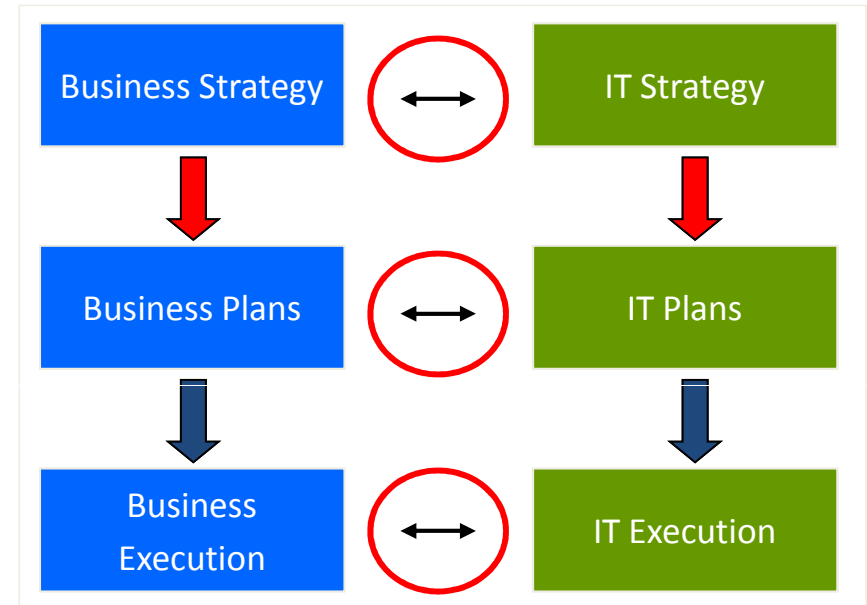 Business Strategy
IT Strategy
Business Plans
IT Plans
Business
Execution
IT Execution